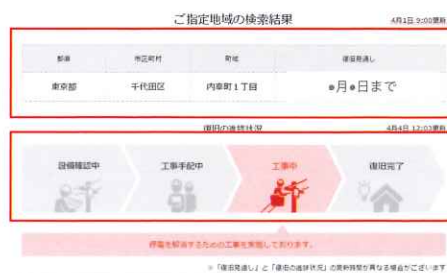 ご指定地域の検索結果
4月1日 9:00更新
都県 市区町村 町域 復旧見通し
東京都 千代田区 内幸町1丁目 ●月●日まで
復旧の進捗状況
4月4日 12:03更新
設備確認中 工事手配中 工事中 復旧完了
停電を解消するための工事を実施しております。
※「復旧見通し」と「復旧の進捗状況」の更新時間が異なる場合がございます